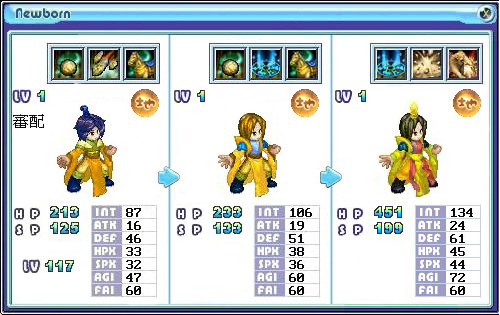 Newborn
LV 1
審配
HP 213
SP 125
LV 117
INT 87
ATK 16
DEF 46
HPX 33
SPX 32
AGI 47
FAI 60
LV 1
HP 233
SP 133
INT 106
ATK 19
DEF 51
HPX 38
SPX 36
AGI 60
FAI 60
LV 1
HP 451
SP 199
INT 134
ATK 24
DEF 61
HPX 45
SPX 44
AGI 72
FAI 60